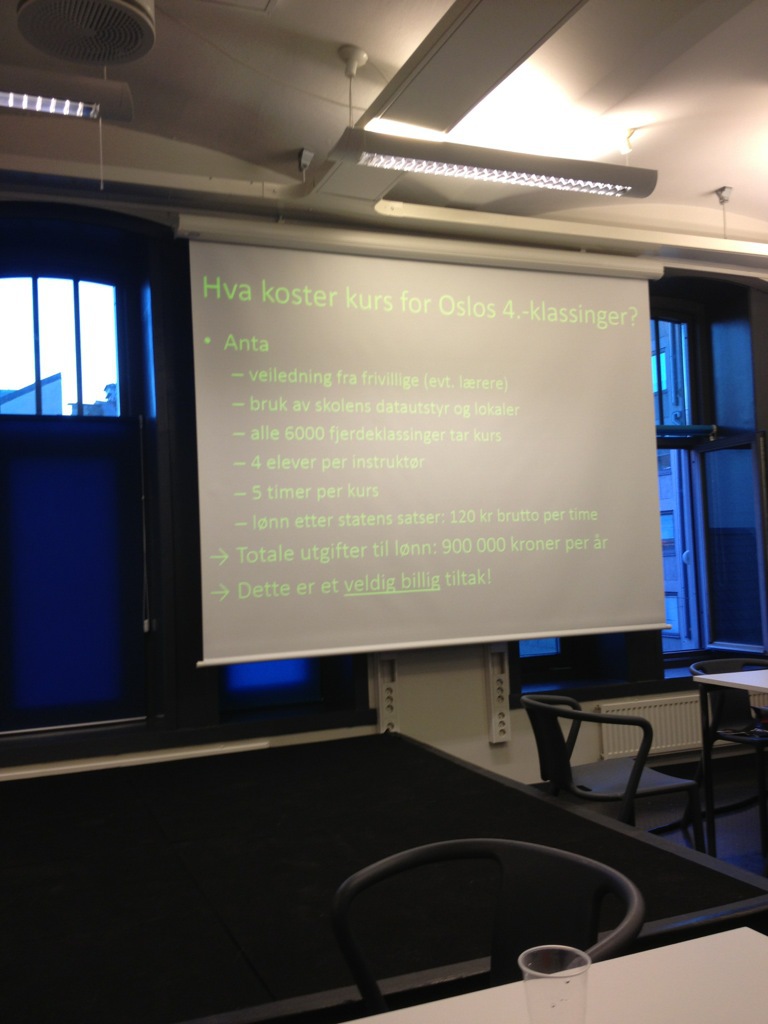 Hva koster kurs for Oslos 4.-klassinger?
• Anta
– veiledning fra frivillige (evt. lærere)
– bruk av skolens datautstyr og lokaler
– alle 6000 fjerdeklassinger tar kurs
– 4 elever per instruktør
– 5 timer per kurs
– lønn etter statens satser: 120 kr brutto per time
→ Totale utgifter til lønn: 900 000 kroner per år
→ Dette er et veldig billig tiltak!